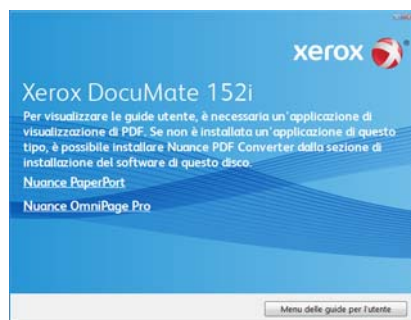 xerox
Xerox DocuMate 152i
Per visualizzare le guide utente, è necessaria un'applicazione di
visualizzazione di PDF. Se non è installata un'applicazione di questo
tipo, è possibile installare Nuance PDF Converter dalla sezione di
installazione del software di questo disco.
Nuance PaperPort
Nuance OmniPage Pro
Menu delle guide per l'utente